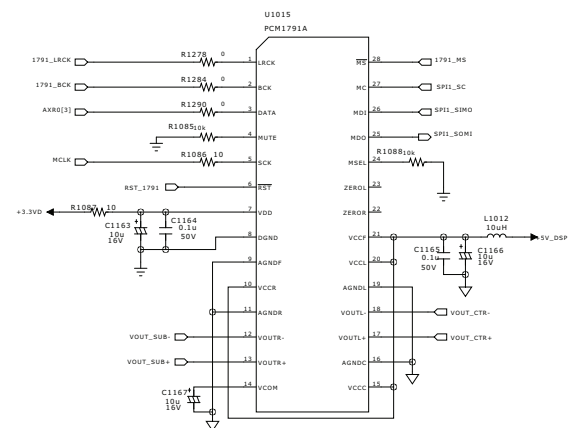 U1015
PCM1791A
1791_LRCK R1278 0 1 LRCK MS 28 1791_MS
1791_BCK R1284 0 2 BCK MC 27 SPI1_SC
AXR0[3] R1290 0 3 DATA MDI 26 SPI1_SIMO
R1085 10k 4 MUTE MDO 25 SPI1_SOMI
MCLK R1086 10 5 SCK MSEL 24 R1088 10k
RST_1791 6 RST ZEROL 23
+3.3VD R1087 10 7 VDD ZEROR 22
L1012
10uH
C1163
10u
16V
C1164
0.1u
50V
8 DGND VCCF 21 +5V_DSP
9 AGNDF VCCL 20
C1165
0.1u
50V
C1166
10u
16V
10 VCCR AGNDL 19
11 AGNDR VOUTL- 18 VOUT_CTR-
VOUT_SUB- 12 VOUTR- VOUTL+ 17 VOUT_CTR+
VOUT_SUB+ 13 VOUTR+ AGNDC 16
14 VCOM VCCC 15
C1167
10u
16V